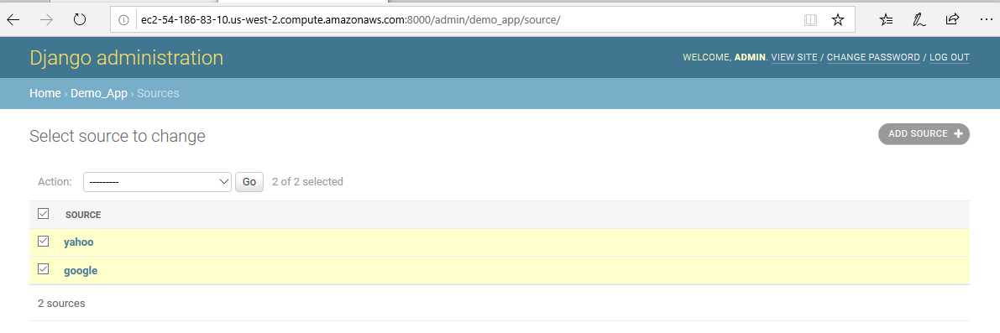 ec2-54-186-83-10.us-west-2.compute.amazonaws.com:8000/admin/demo_app/source/
Django administration
WELCOME, ADMIN. VIEW SITE / CHANGE PASSWORD / LOG OUT
Home › Demo_App › Sources
Select source to change
ADD SOURCE +
Action: --------- Go 2 of 2 selected
SOURCE
yahoo
google
2 sources